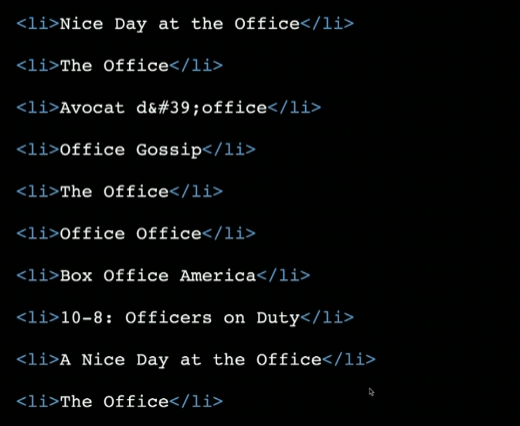 <li>Nice Day at the Office</li>
<li>The Office</li>
<li>Avocat d&#39;office</li>
<li>Office Gossip</li>
<li>The Office</li>
<li>Office Office</li>
<li>Box Office America</li>
<li>10-8: Officers on Duty</li>
<li>A Nice Day at the Office</li>
<li>The Office</li>